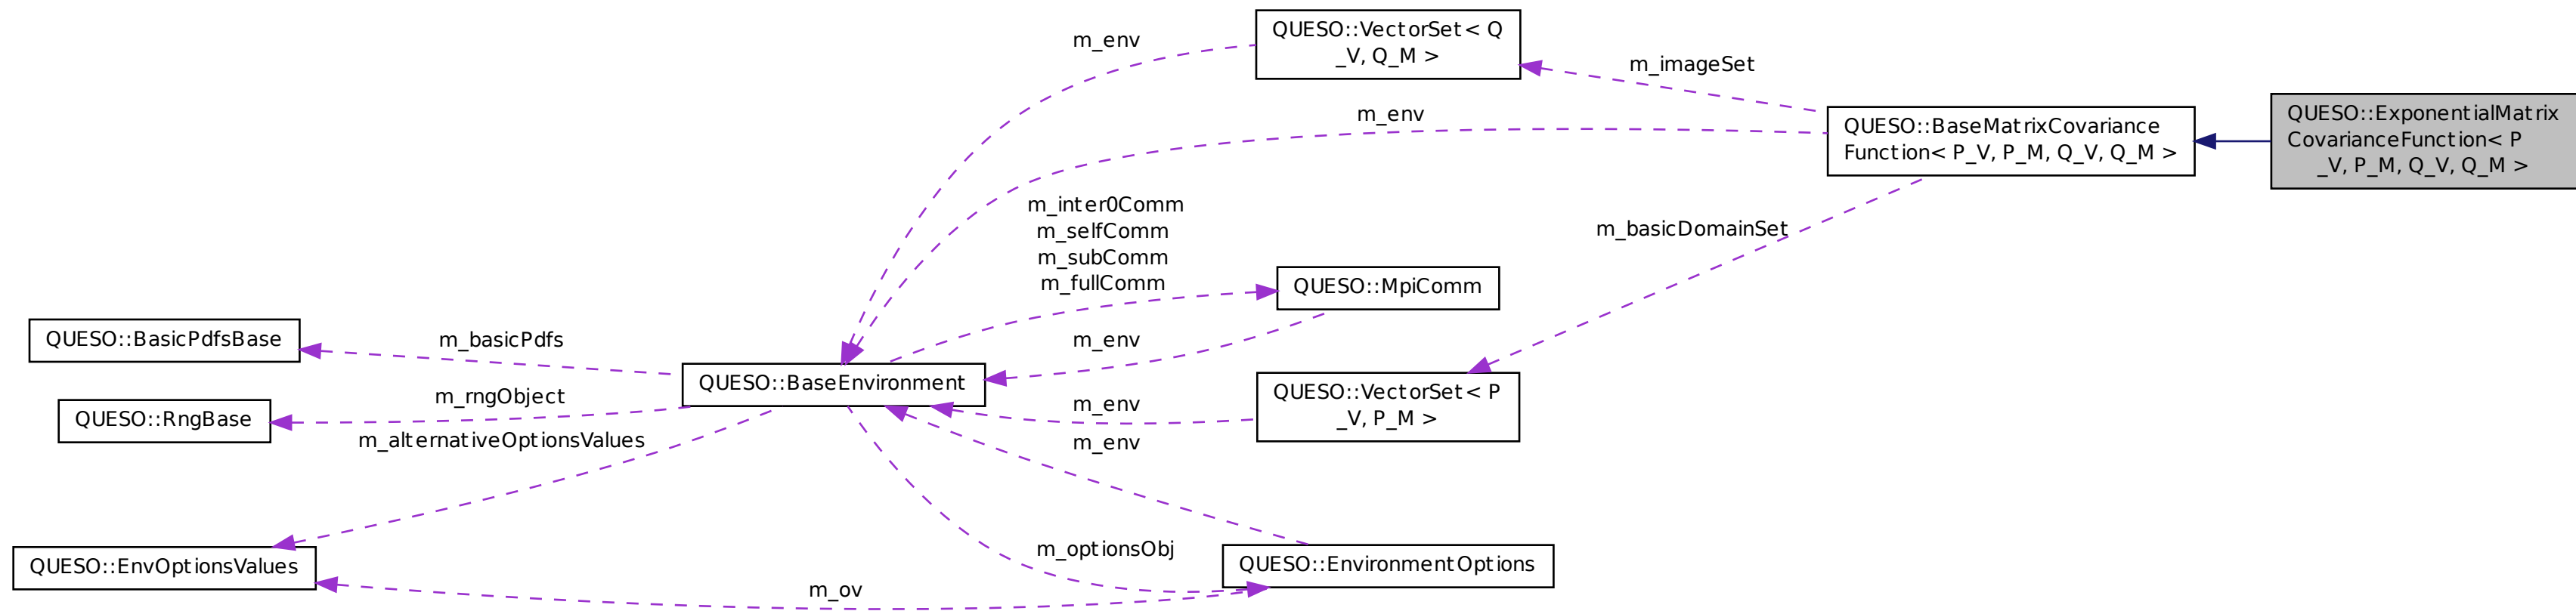 QUESO::VectorSet< Q
_V, Q_M >
m_env
m_imageSet
m_env
QUESO::BaseMatrixCovariance
Function< P_V, P_M, Q_V, Q_M >
QUESO::ExponentialMatrix
CovarianceFunction< P
_V, P_M, Q_V, Q_M >
m_inter0Comm
m_selfComm
m_subComm
m_fullComm
m_basicDomainSet
QUESO::MpiComm
QUESO::BasicPdfsBase
m_basicPdfs
m_env
QUESO::BaseEnvironment
QUESO::VectorSet< P
_V, P_M >
m_rngObject
m_env
QUESO::RngBase
m_alternativeOptionsValues
m_env
m_optionsObj
QUESO::EnvOptionsValues
QUESO::EnvironmentOptions
m_ov